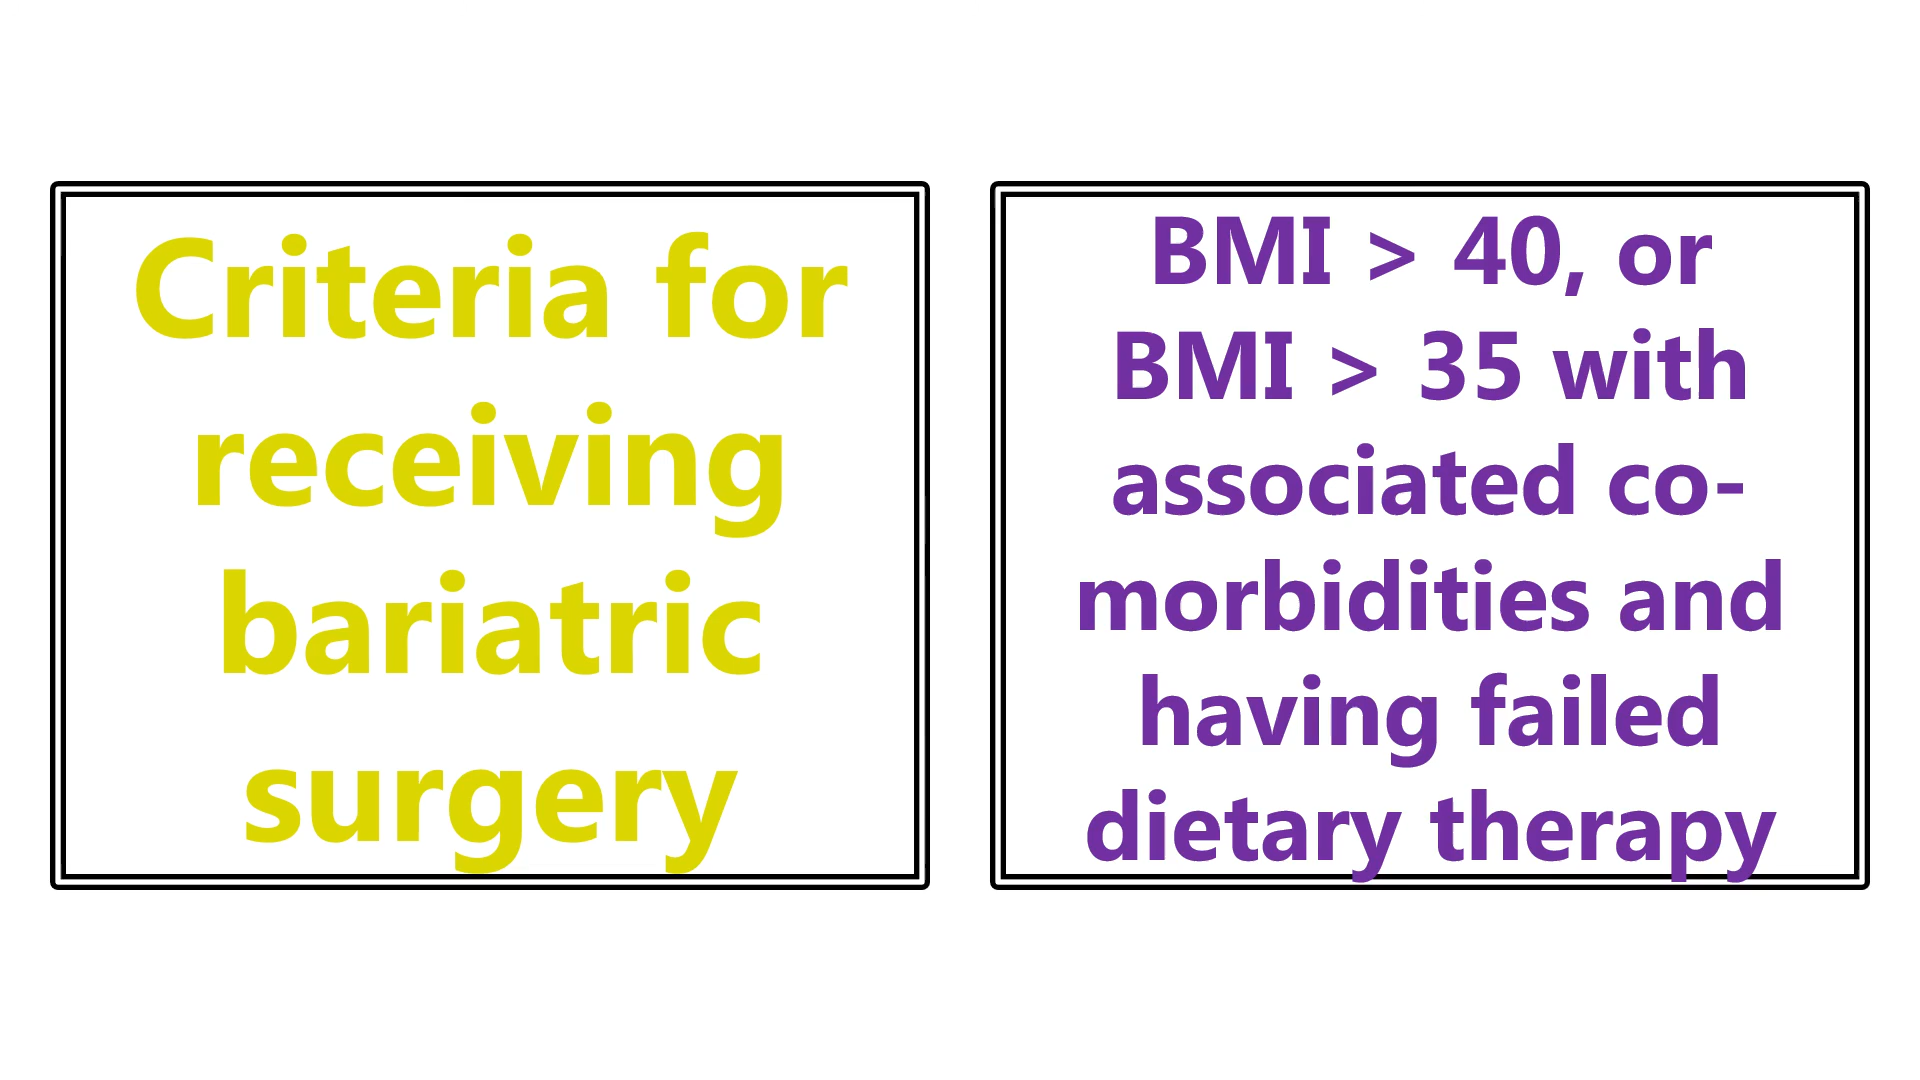 Criteria for
receiving
bariatric
surgery
BMI > 40, or
BMI > 35 with
associated co-
morbidities and
having failed
dietary therapy